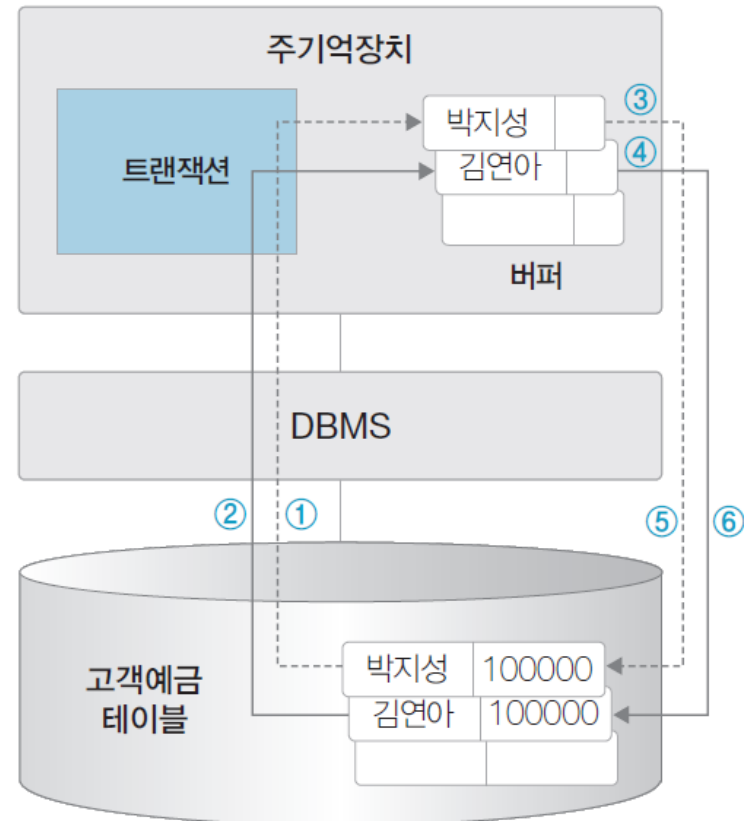 주기억장치
트랜잭션
박지성
③
김연아
④
버퍼
DBMS
②
①
⑤
⑥
고객예금
테이블
박지성 100000
김연아 100000